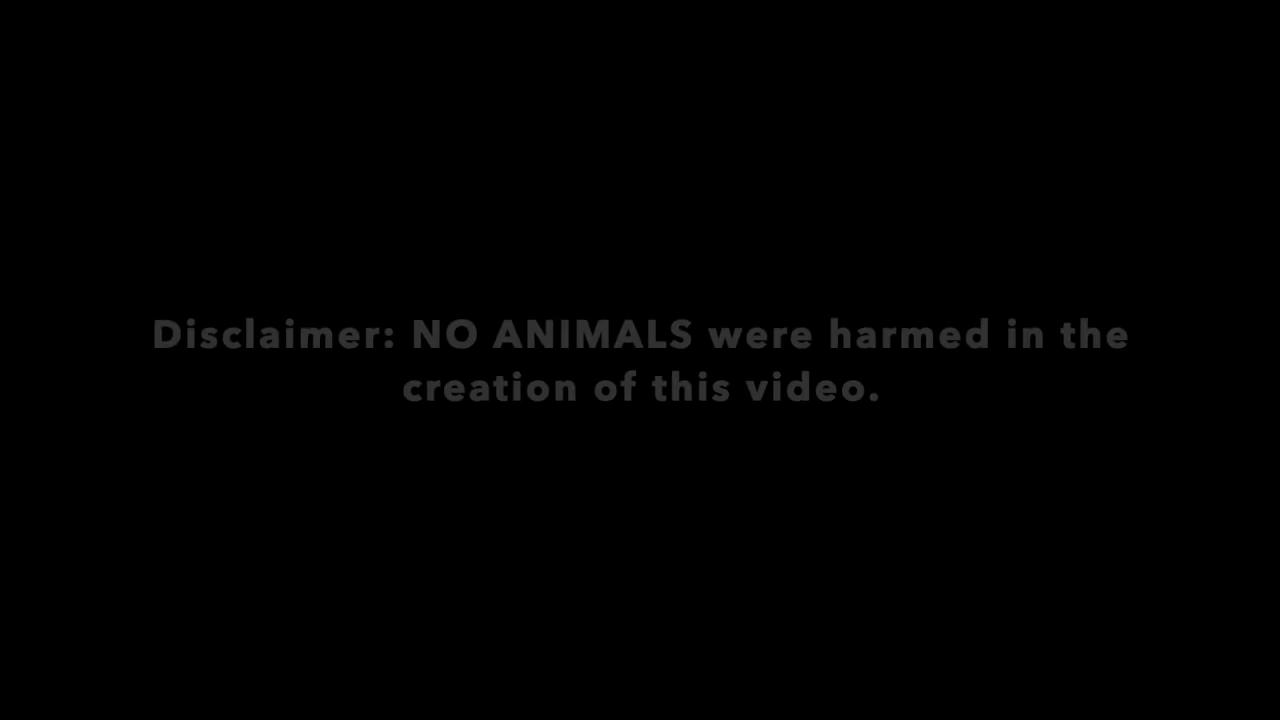 Disclaimer: NO ANIMALS were harmed in the
creation of this video.